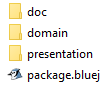 doc
domain
presentation
package.bluej